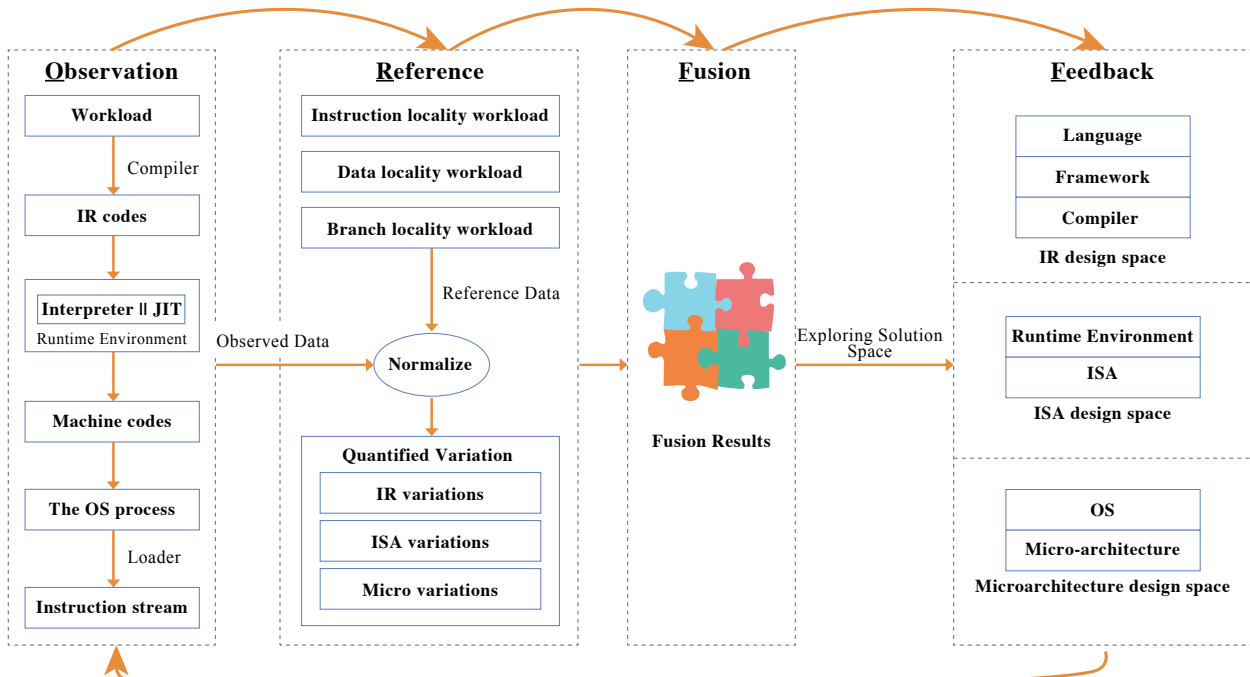 Observation
Workload
Compiler
IR codes
Interpreter || JIT
Runtime Environment
Machine codes
The OS process
Loader
Instruction stream
Observed Data
Reference
Instruction locality workload
Data locality workload
Branch locality workload
Reference Data
Normalize
Quantified Variation
IR variations
ISA variations
Micro variations
Fusion
Fusion Results
Exploring Solution
Space
Feedback
Language
Framework
Compiler
IR design space
Runtime Environment
ISA
ISA design space
OS
Micro-architecture
Microarchitecture design space